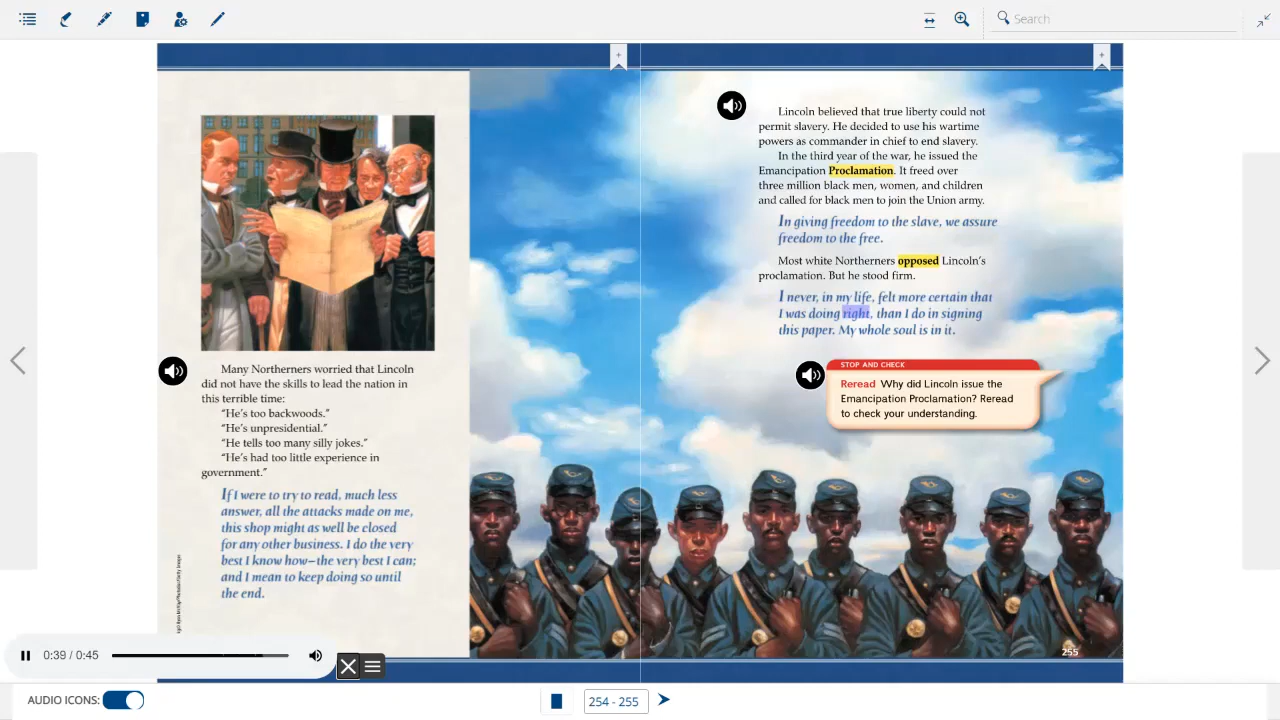 Search
Many Northerners worried that Lincoln
did not have the skills to lead the nation in
this terrible time:
"He's too backwoods."
"He's unpresidential."
"He tells too many silly jokes."
"He's had too little experience in
government."
If I were to try to read, much less
answer, all the attacks made on me,
this shop might as well be closed
for any other business. I do the very
best I know how—the very best I can;
and I mean to keep doing so until
the end.
Lincoln believed that true liberty could not
permit slavery. He decided to use his wartime
powers as commander in chief to end slavery.
In the third year of the war, he issued the
Emancipation Proclamation. It freed over
three million black men, women, and children
and called for black men to join the Union army.
In giving freedom to the slave, we assure
freedom to the free.
Most white Northerners opposed Lincoln's
proclamation. But he stood firm.
I never, in my life, felt more certain that
I was doing right, than I do in signing
this paper. My whole soul is in it.
STOP AND CHECK
Reread Why did Lincoln issue the
Emancipation Proclamation? Reread
to check your understanding.
255
0:39 / 0:45
AUDIO ICONS:
254 - 255